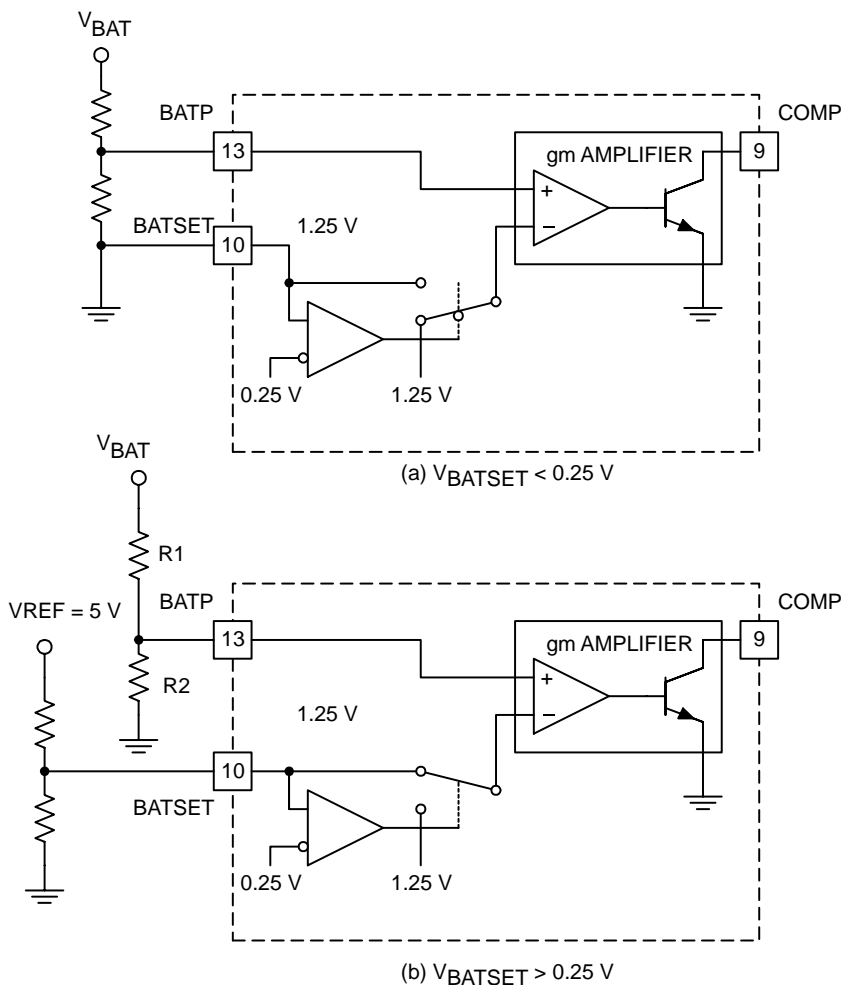 VBAT
BATP
COMP
13
gm AMPLIFIER
9
+
−
BATSET
10
1.25 V
0.25 V
1.25 V
(a) VBATSET < 0.25 V
VBAT
R1
BATP
COMP
VREF = 5 V
13
gm AMPLIFIER
9
R2
+
−
1.25 V
10
BATSET
0.25 V
1.25 V
(b) VBATSET > 0.25 V